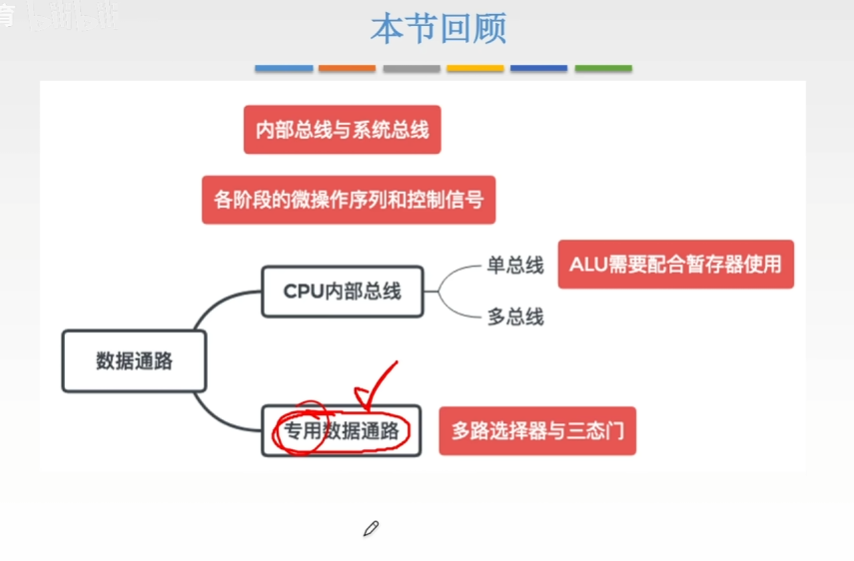 育
本节回顾
内部总线与系统总线
各阶段的微操作序列和控制信号
单总线
ALU需要配合暂存器使用
CPU内部总线
多总线
数据通路
专用数据通路
多路选择器与三态门